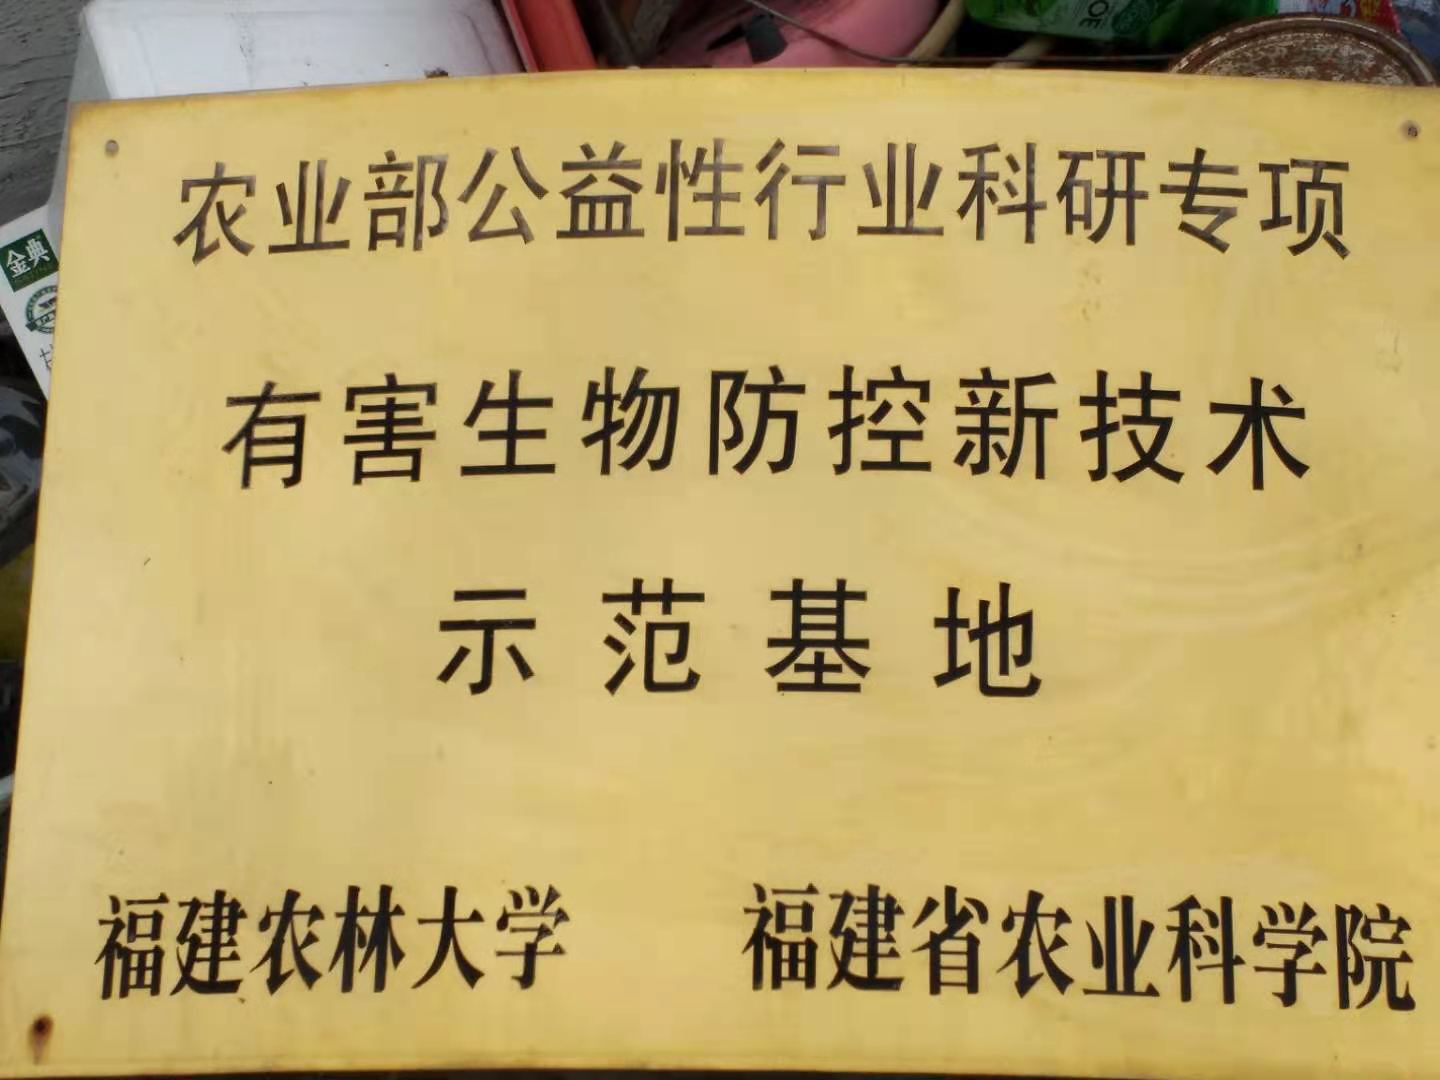 农业部公益性行业科研专项
有害生物防控新技术
示范基地
福建农林大学 福建省农业科学院
金典